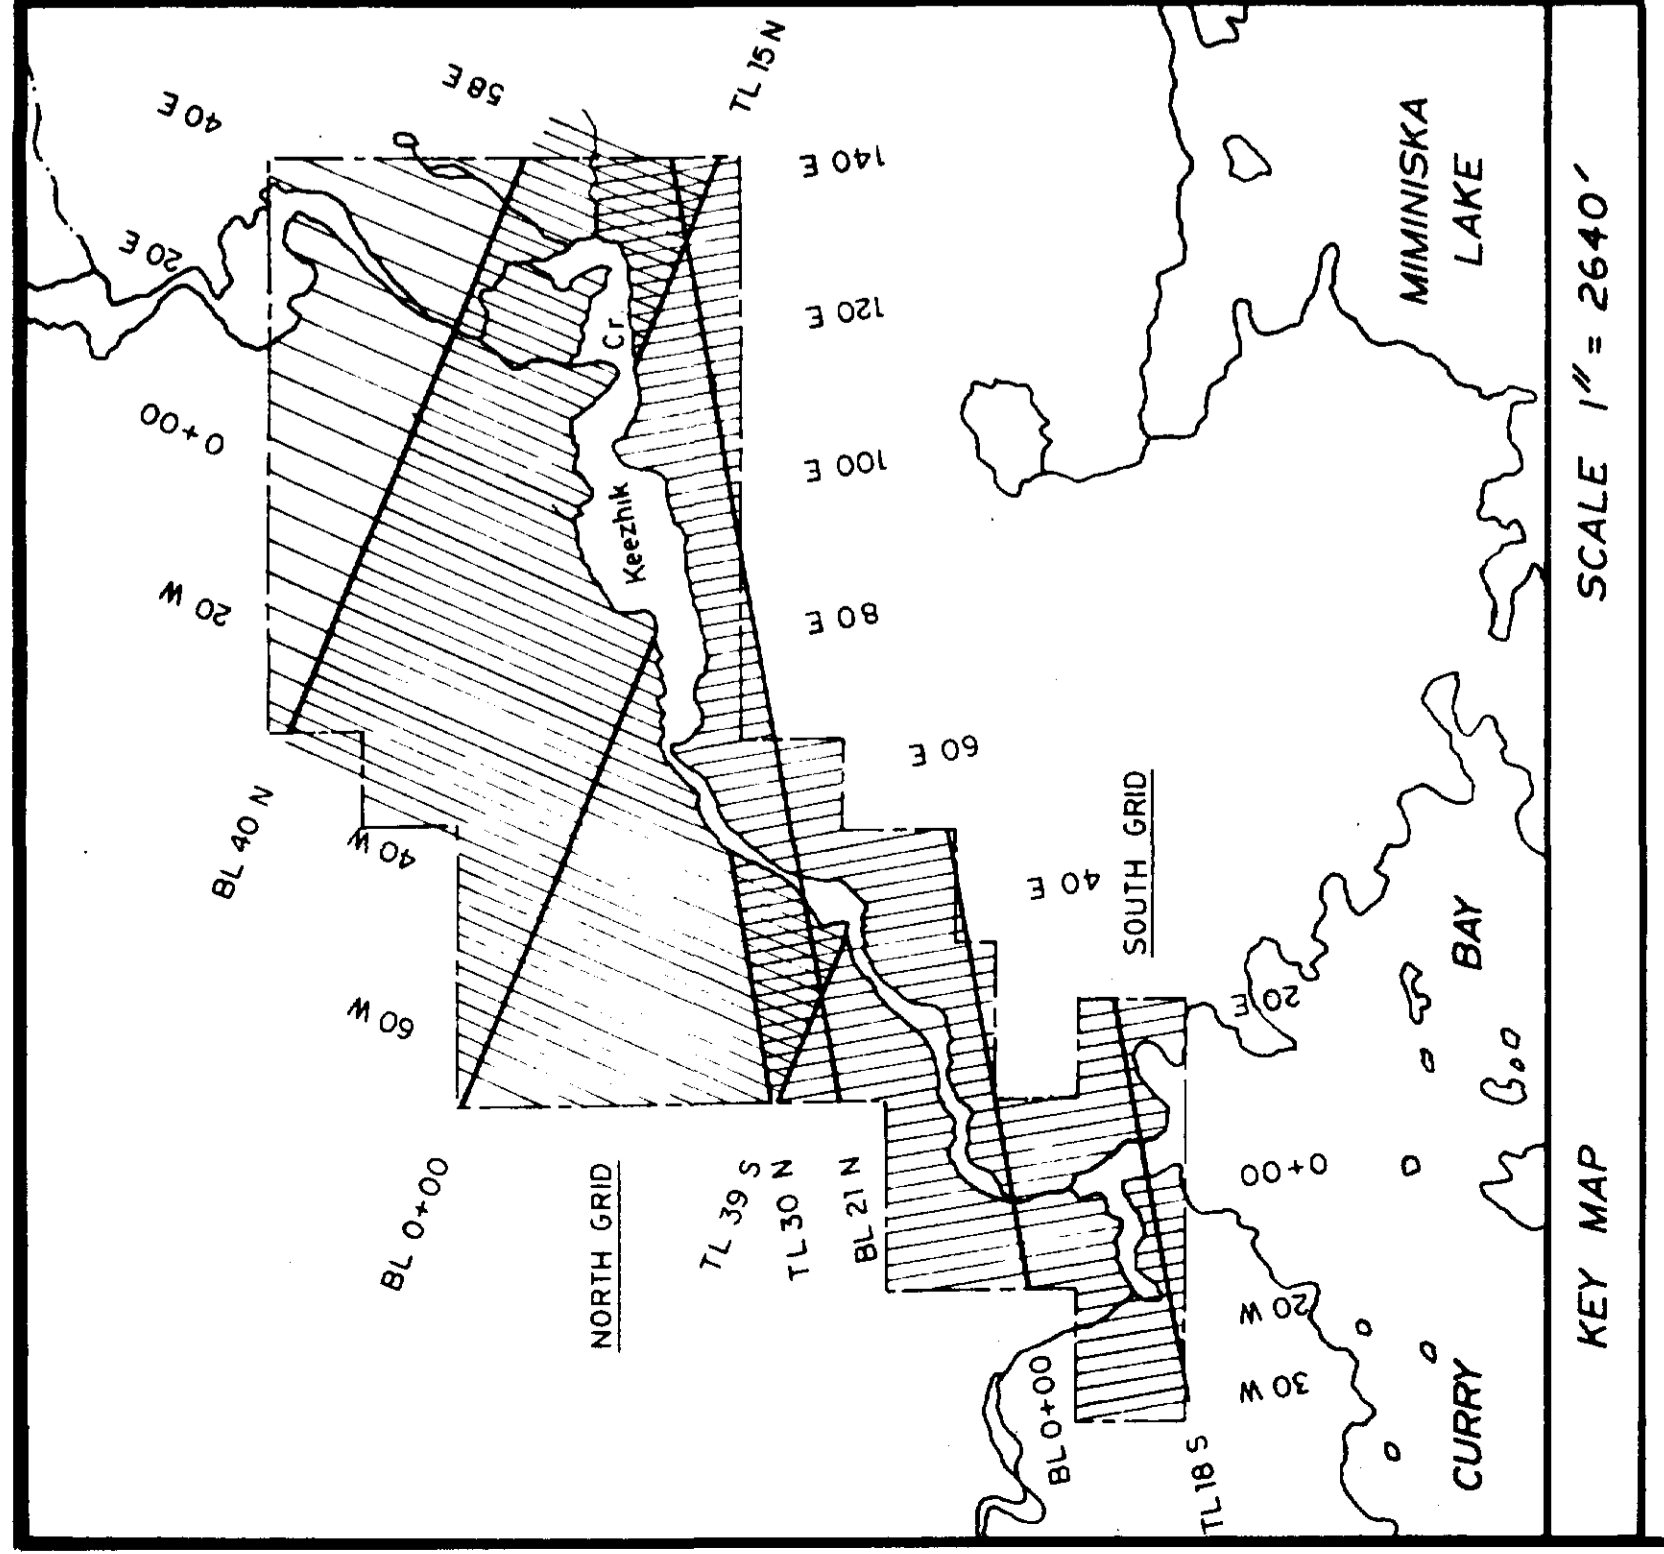 40 E
58 E
TL 15 N
20 E
140 E
120 E
0+00
Cr.
100 E
Keezhik
20 W
80 E
60 E
BL 40 N
40 W
40 E
SOUTH GRID
60 W
20 E
BL 0+00
NORTH GRID
TL 39 S
TL 30 N
BL 21 N
0+00
20 W
30 W
BL 0+00
TL 18 S
MIMINISKA
LAKE
CURRY BAY
KEY MAP
SCALE 1" = 2640'